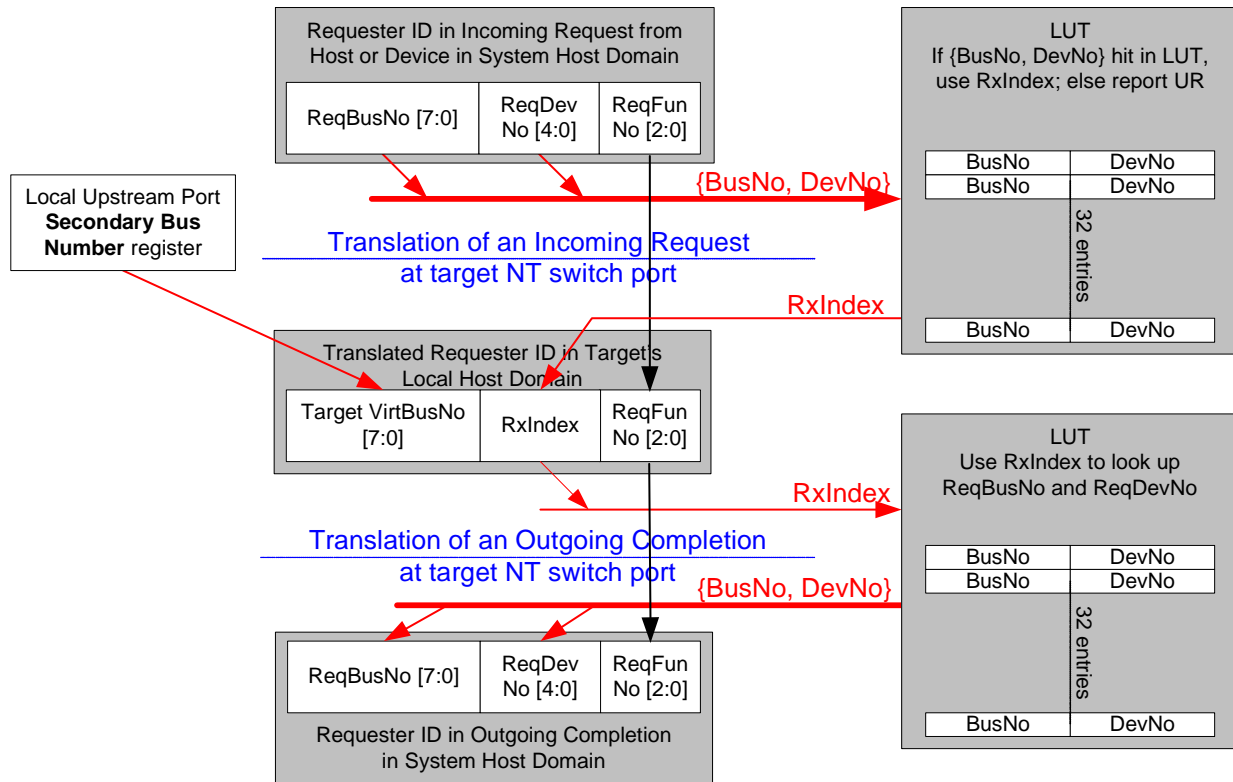 Requester ID in Incoming Request from
Host or Device in System Host Domain
ReqBusNo [7:0]
ReqDev
No [4:0]
ReqFun
No [2:0]
LUT
If {BusNo, DevNo} hit in LUT,
use RxIndex; else report UR
BusNo DevNo
BusNo DevNo
32 entries
BusNo DevNo
{BusNo, DevNo}
Local Upstream Port
Secondary Bus
Number register
Translation of an Incoming Request
at target NT switch port
RxIndex
Translated Requester ID in Target's
Local Host Domain
Target VirtBusNo
[7:0]
RxIndex
ReqFun
No [2:0]
LUT
Use RxIndex to look up
ReqBusNo and ReqDevNo
BusNo DevNo
BusNo DevNo
32 entries
BusNo DevNo
RxIndex
Translation of an Outgoing Completion
at target NT switch port
{BusNo, DevNo}
ReqBusNo [7:0]
ReqDev
No [4:0]
ReqFun
No [2:0]
Requester ID in Outgoing Completion
in System Host Domain